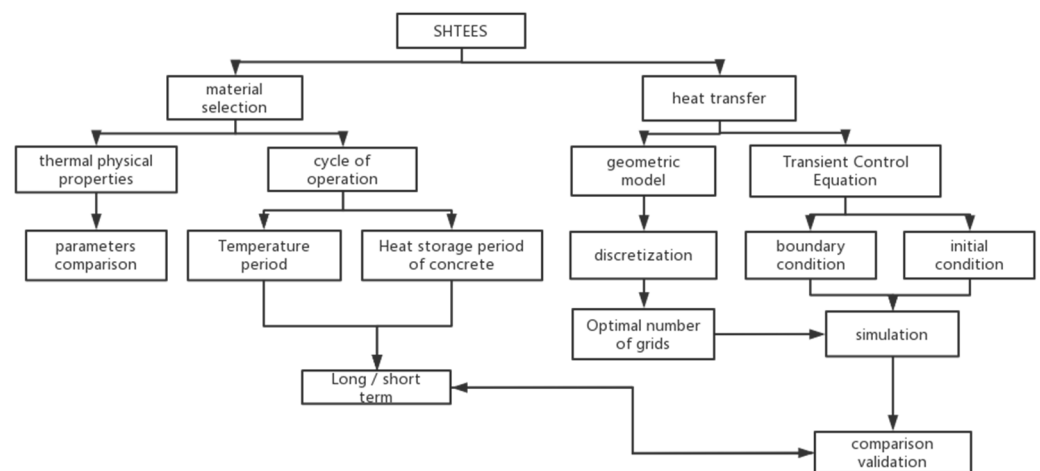 SHTEES
material
selection
heat transfer
thermal physical
properties
cycle of
operation
geometric
model
Transient Control
Equation
parameters
comparison
Temperature
period
Heat storage period
of concrete
discretization
boundary
condition
initial
condition
Optimal number
of grids
simulation
Long / short
term
comparison
validation